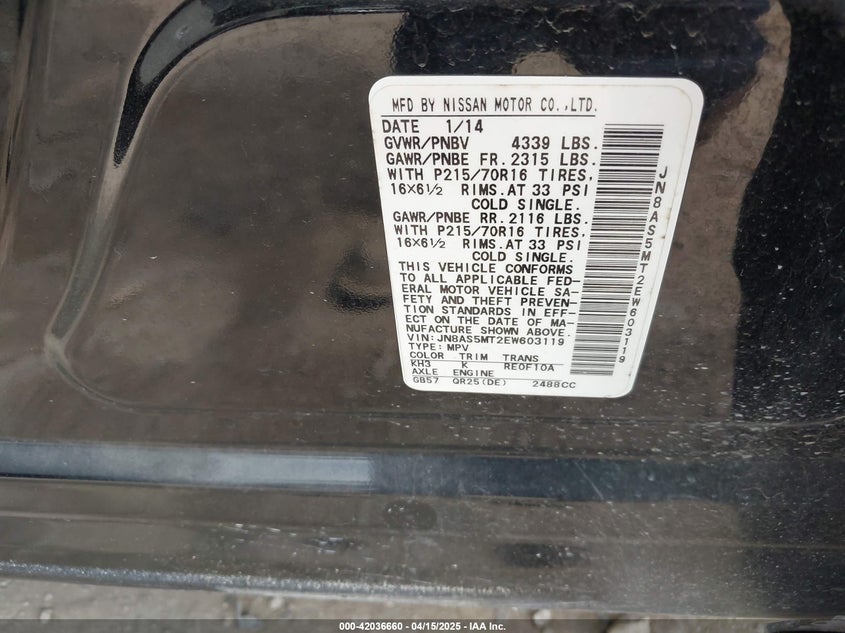 MFD BY NISSAN MOTOR CO.,LTD.
DATE 1/14
GVWR/PNBV 4339 LBS.
GAWR/PNBE FR. 2315 LBS.
WITH P215/70R16 TIRES,
16×6½ RIMS.AT 33 PSI
COLD SINGLE.
GAWR/PNBE RR. 2116 LBS.
WITH P215/70R16 TIRES,
16×6½ RIMS.AT 33 PSI
COLD SINGLE.
THIS VEHICLE CONFORMS
TO ALL APPLICABLE FED-
ERAL MOTOR VEHICLE SA-
FETY AND THEFT PREVEN-
TION STANDARDS IN EFF-
ECT ON THE DATE OF MA-
NUFACTURE SHOWN ABOVE.
VIN:JN8AS5MT2EW603119
TYPE: MPV
COLOR TRIM TRANS
KH3 K RE0F10A
AXLE ENGINE
GB57 QR25(DE) 2488CC
JN8AS5MT2EW603119
000-42036660 - 04/15/2025 - IAA Inc.